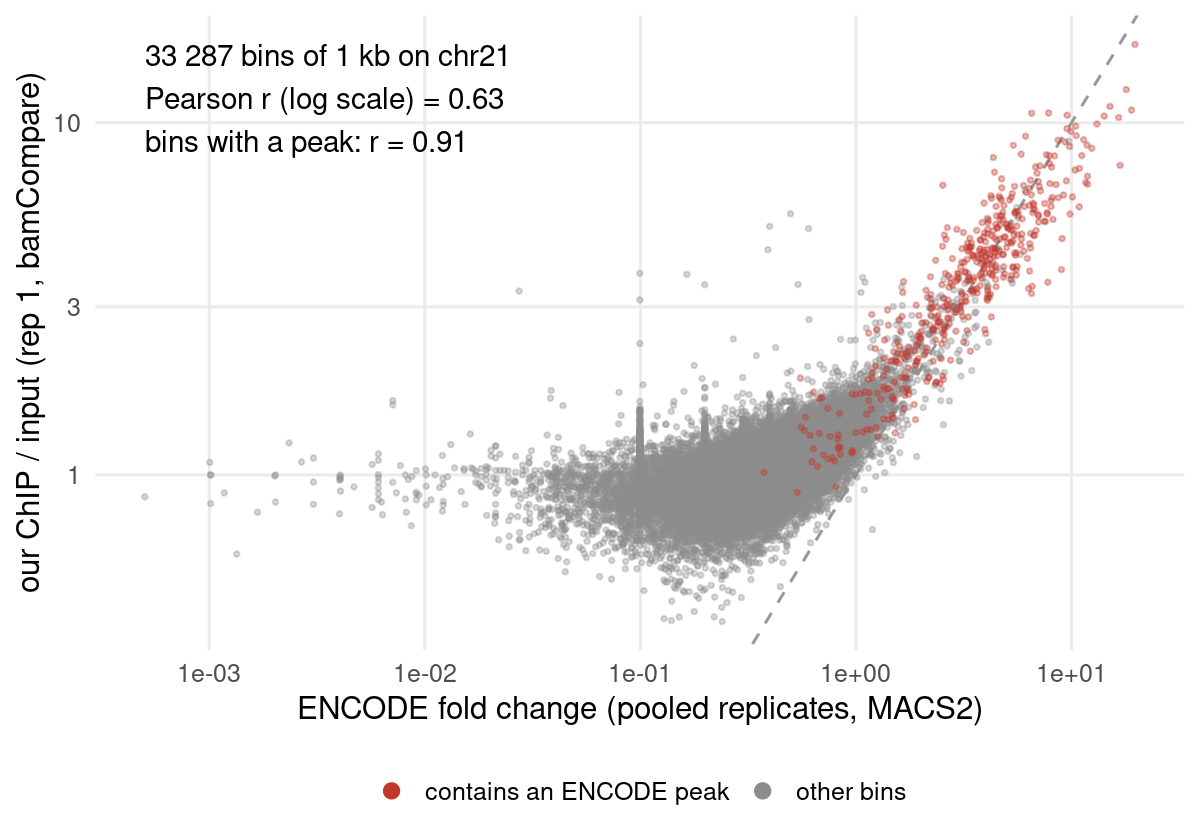 33 287 bins of 1 kb on chr21
Pearson r (log scale) = 0.63
bins with a peak: r = 0.91
our ChIP / input (rep 1, bamCompare)
10
3
1
1e-03 1e-02 1e-01 1e+00 1e+01
ENCODE fold change (pooled replicates, MACS2)
contains an ENCODE peak other bins